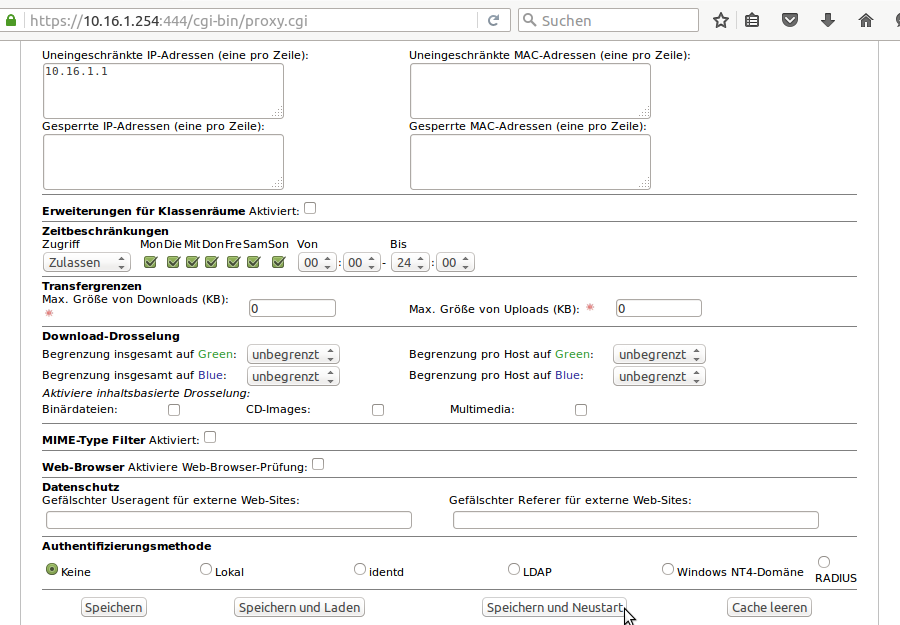 https://10.16.1.254:444/cgi-bin/proxy.cgi Suchen
Uneingeschränkte IP-Adressen (eine pro Zeile): Uneingeschränkte MAC-Adressen (eine pro Zeile):
10.16.1.1
Gesperrte IP-Adressen (eine pro Zeile): Gesperrte MAC-Adressen (eine pro Zeile):
Erweiterungen für Klassenräume Aktiviert:
Zeitbeschränkungen
Zugriff Mon Die Mit Don Fre Sam Son Von Bis
Zulassen 00 : 00 - 24 : 00
Transfergrenzen
Max. Größe von Downloads (KB): 0 Max. Größe von Uploads (KB): 0
Download-Drosselung
Begrenzung insgesamt auf Green: unbegrenzt Begrenzung pro Host auf Green: unbegrenzt
Begrenzung insgesamt auf Blue: unbegrenzt Begrenzung pro Host auf Blue: unbegrenzt
Aktiviere inhaltsbasierte Drosselung:
Binärdateien: CD-Images: Multimedia:
MIME-Type Filter Aktiviert:
Web-Browser Aktiviere Web-Browser-Prüfung:
Datenschutz
Gefälschter Useragent für externe Web-Sites: Gefälschter Referer für externe Web-Sites:
Authentifizierungsmethode
Keine Lokal identd LDAP Windows NT4-Domäne RADIUS
Speichern Speichern und Laden Speichern und Neustart Cache leeren